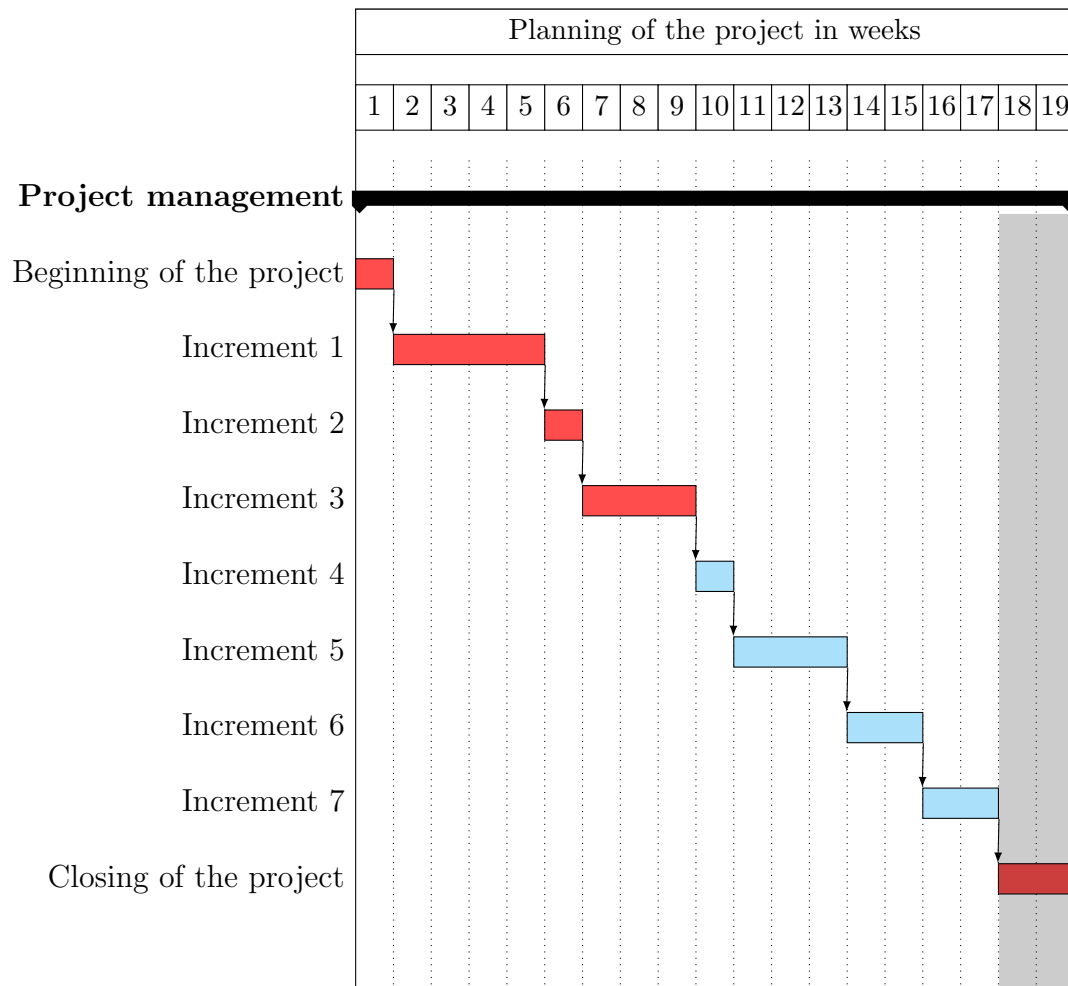 Planning of the project in weeks
1 2 3 4 5 6 7 8 9 10 11 12 13 14 15 16 17 18 19
Project management
Beginning of the project
Increment 1
Increment 2
Increment 3
Increment 4
Increment 5
Increment 6
Increment 7
Closing of the project